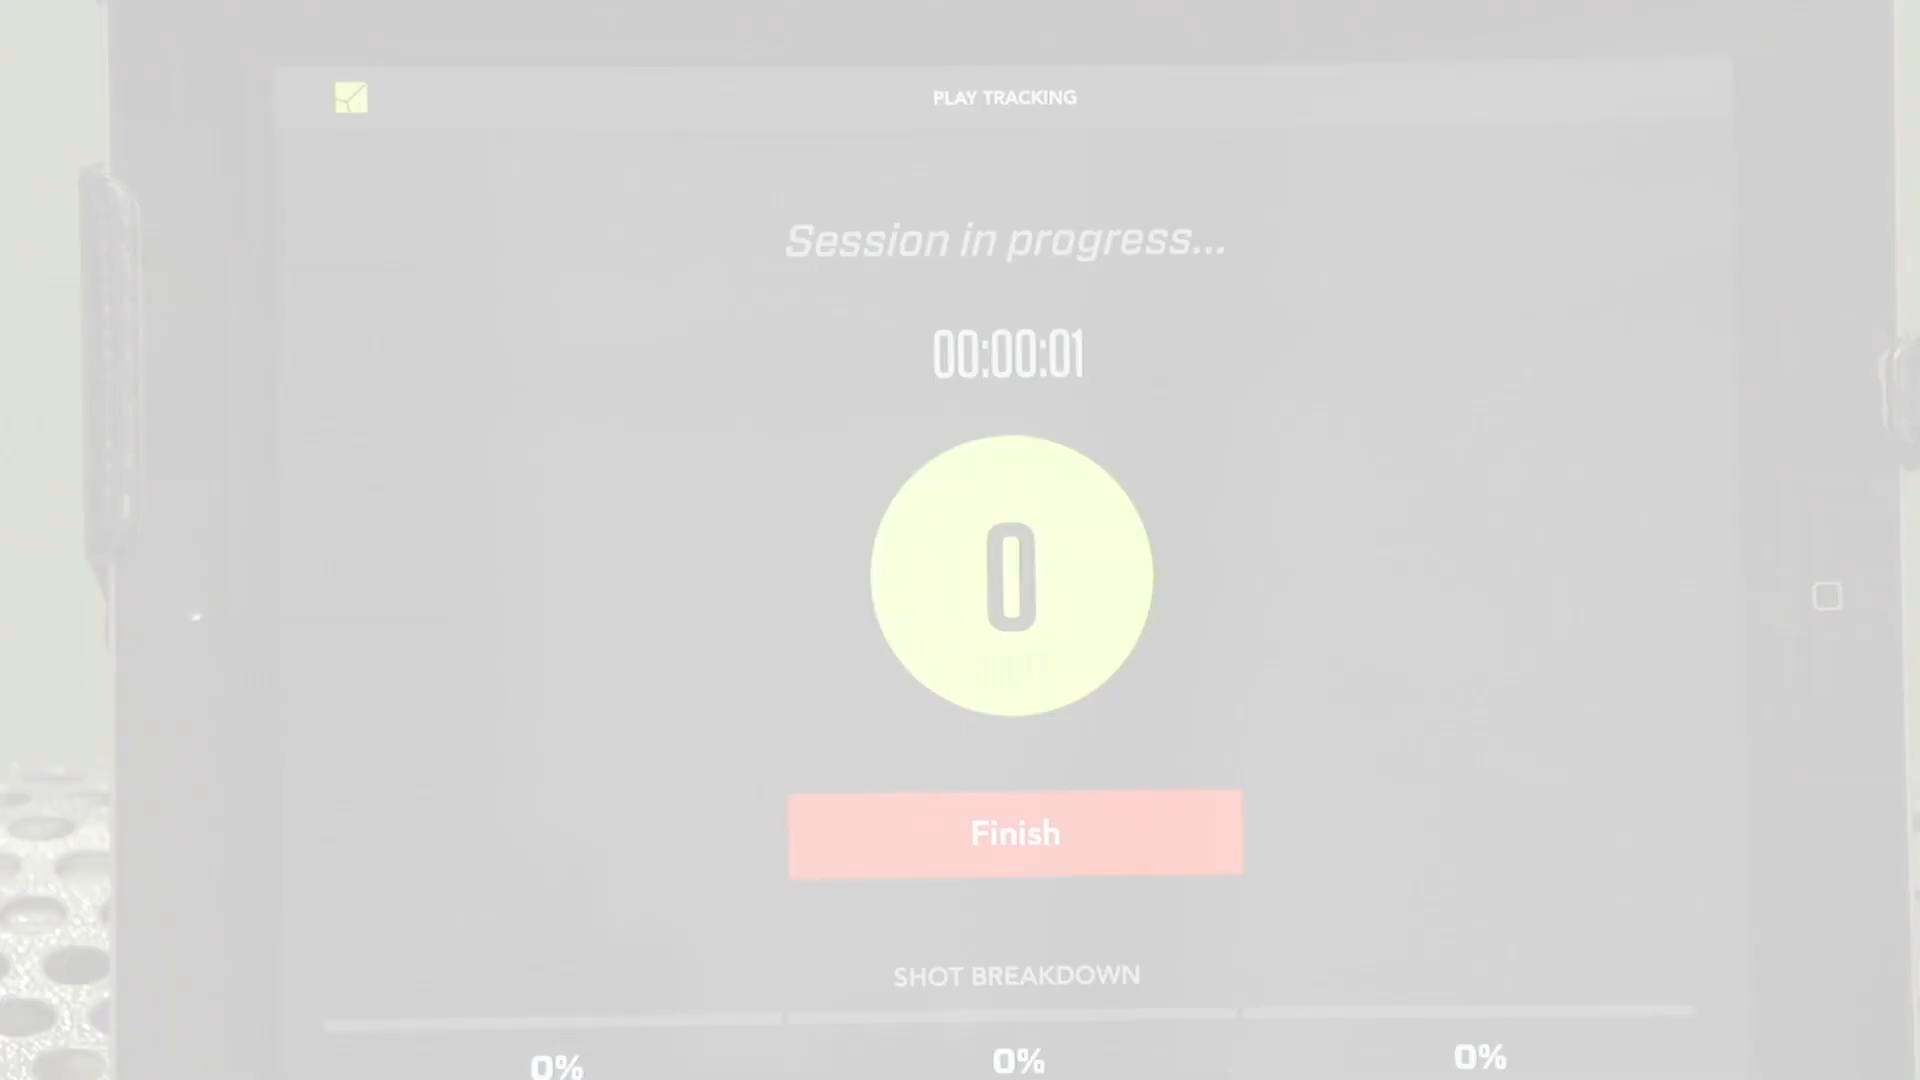 PLAY TRACKING
Session in progress...
00:00:01
0
Finish
SHOT BREAKDOWN
0% 0% 0%